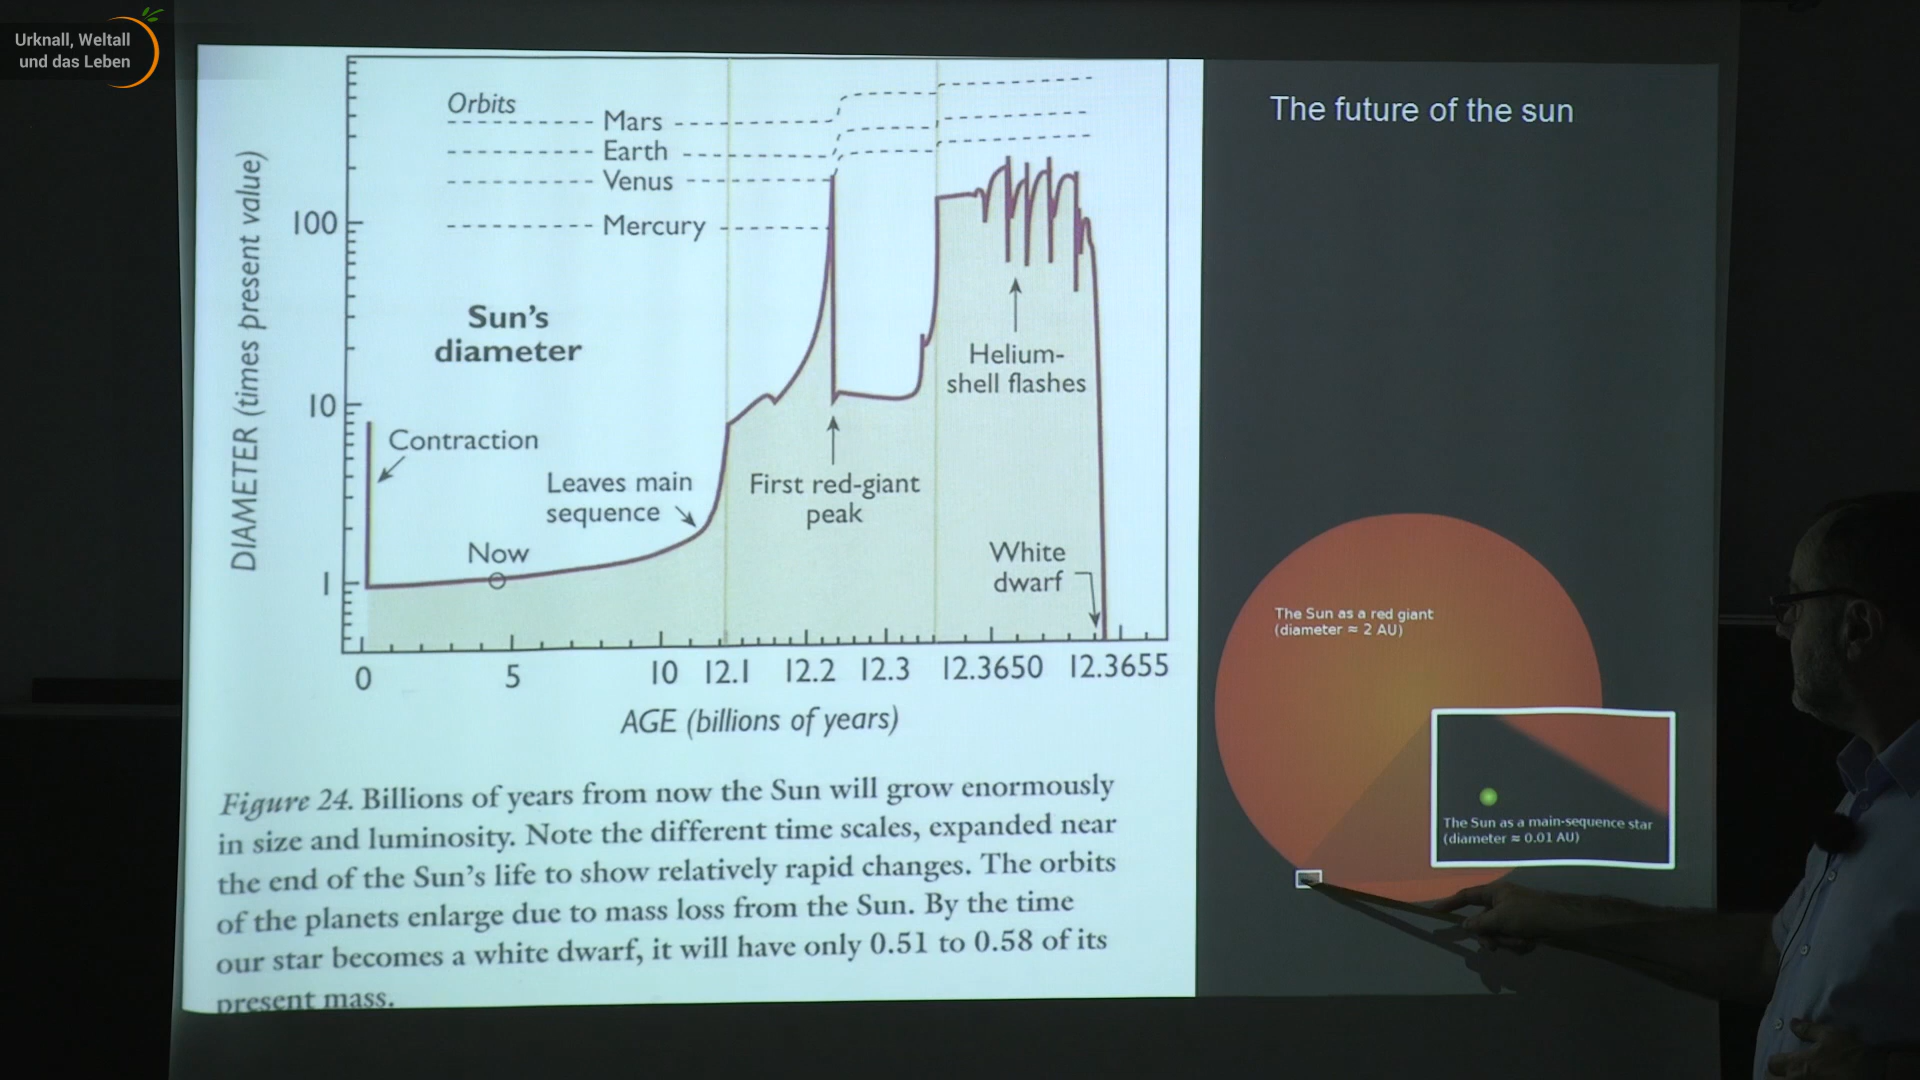 Urknall, Weltall
und das Leben
The future of the sun
Orbits
Mars
Earth
Venus
Mercury
DIAMETER (times present value)
100
10
1
Sun's
diameter
Contraction
Now
Leaves main
sequence
First red-giant
peak
Helium-
shell flashes
White
dwarf
0 5 10 12.1 12.2 12.3 12.3650 12.3655
AGE (billions of years)
Figure 24. Billions of years from now the Sun will grow enormously
in size and luminosity. Note the different time scales, expanded near
the end of the Sun's life to show relatively rapid changes. The orbits
of the planets enlarge due to mass loss from the Sun. By the time
our star becomes a white dwarf, it will have only 0.51 to 0.58 of its
present mass.
The Sun as a red giant
(diameter ≈ 2 AU)
The Sun as a main-sequence star
(diameter ≈ 0.01 AU)